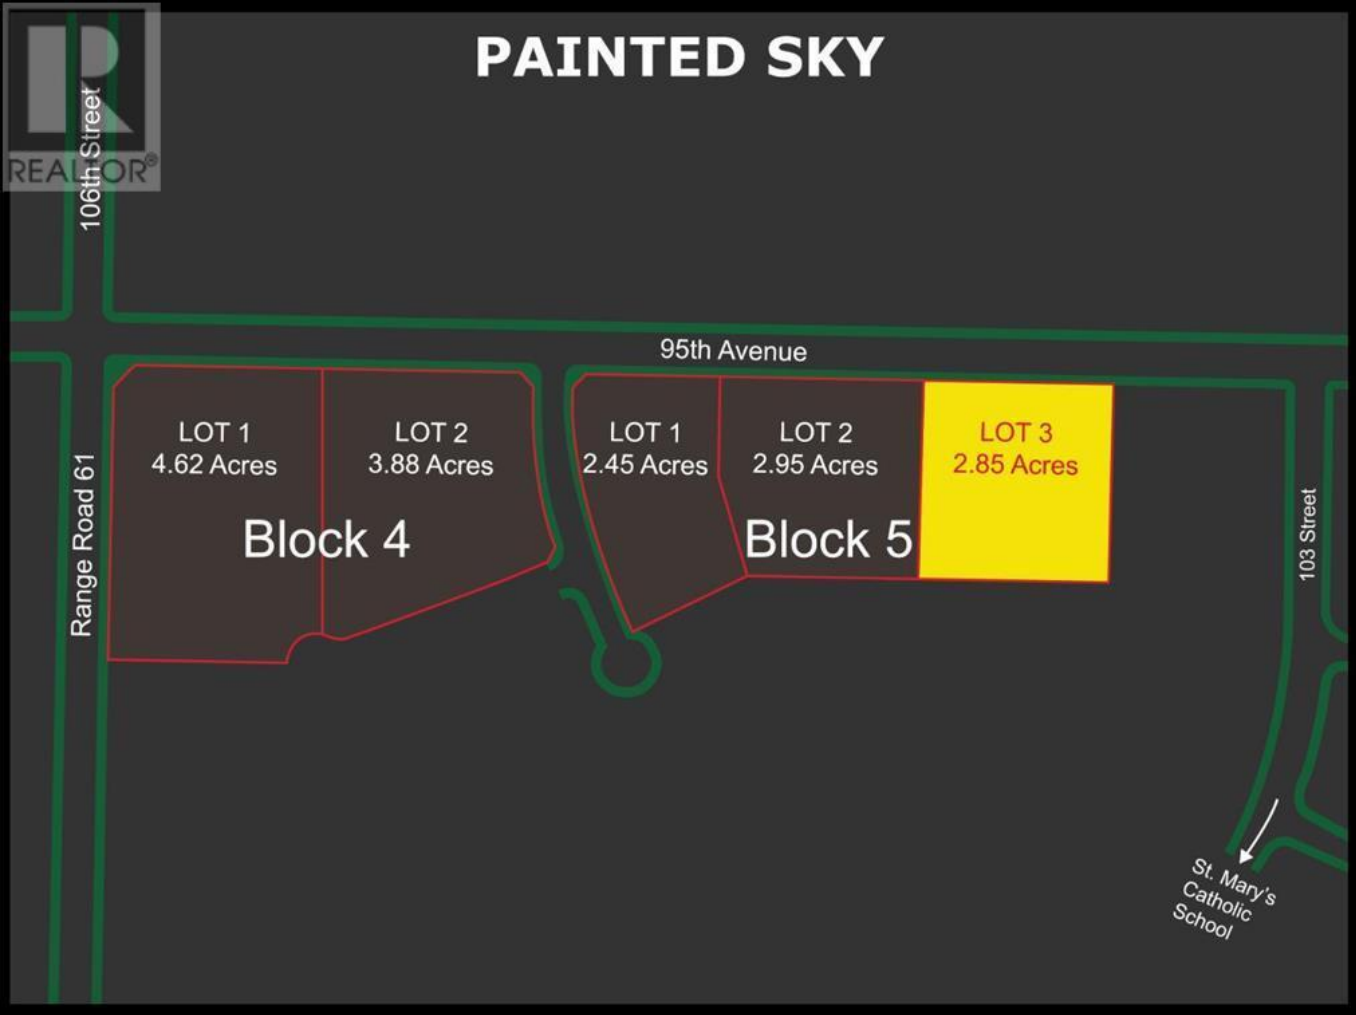 PAINTED SKY
REALTOR®
106th Street
95th Avenue
LOT 1
4.62 Acres
LOT 2
3.88 Acres
Block 4
LOT 1
2.45 Acres
LOT 2
2.95 Acres
Block 5
LOT 3
2.85 Acres
Range Road 61
103 Street
St. Mary's
Catholic
School